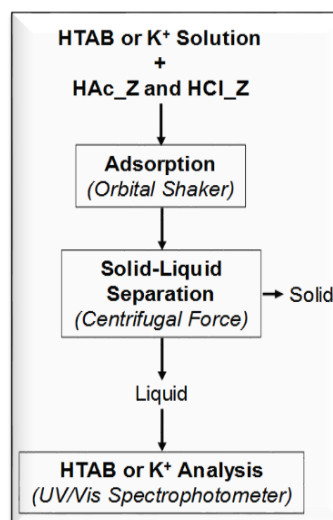 HTAB or K⁺ Solution
+
HAc_Z and HCl_Z
Adsorption
(Orbital Shaker)
Solid-Liquid
Separation
(Centrifugal Force)
Solid
Liquid
HTAB or K⁺ Analysis
(UV/Vis Spectrophotometer)